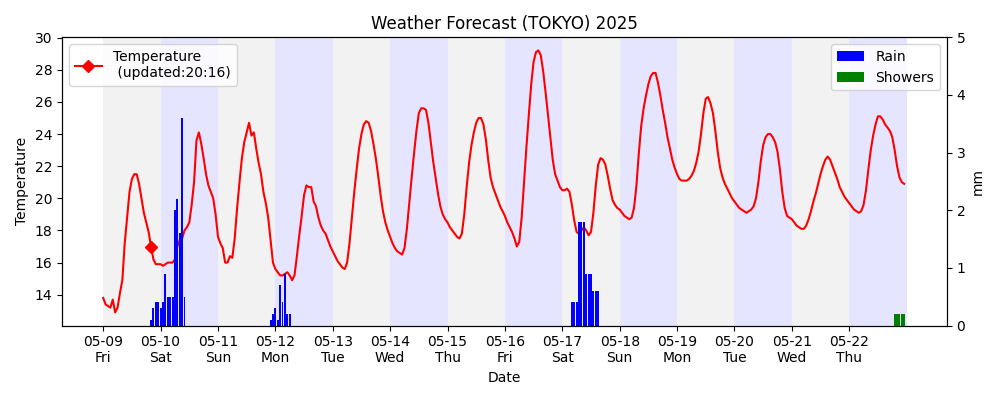 Weather Forecast (TOKYO) 2025
Temperature
(updated:20:16)
Rain
Showers
Temperature
30
28
26
24
22
20
18
16
14
5
4
3
2
1
0
mm
05-09 05-10 05-11 05-12 05-13 05-14 05-15 05-16 05-17 05-18 05-19 05-20 05-21 05-22
Fri Sat Sun Mon Tue Wed Thu Fri Sat Sun Mon Tue Wed Thu
Date